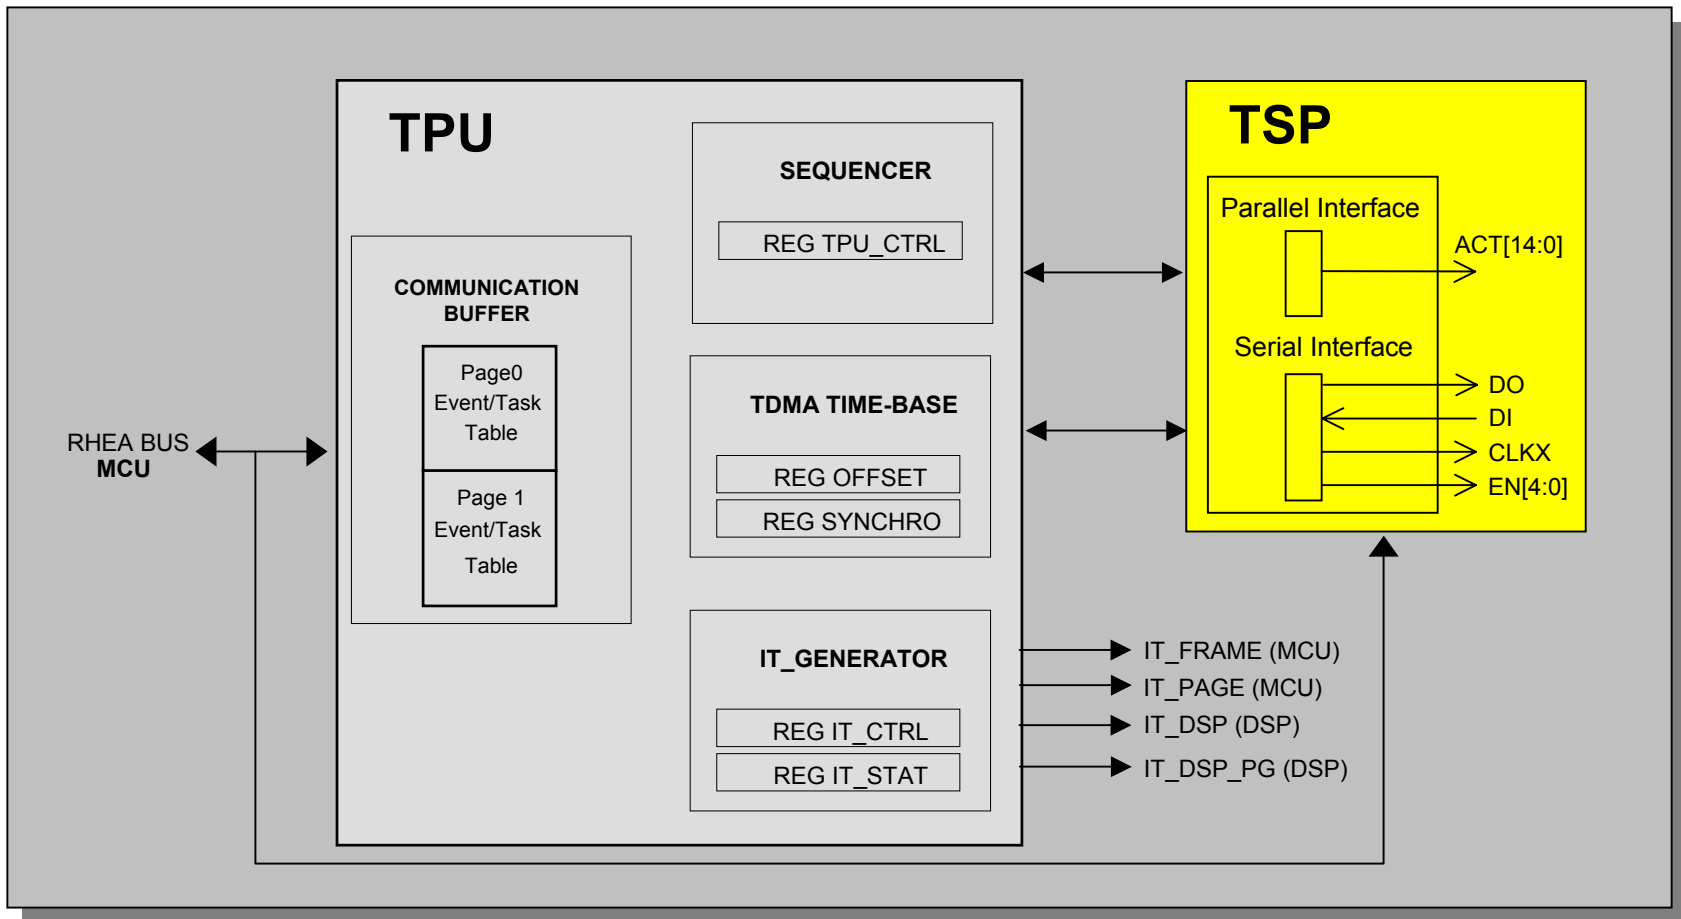 TPU
TSP
SEQUENCER
REG TPU_CTRL
COMMUNICATION
BUFFER
Page0
Event/Task
Table
Page 1
Event/Task
Table
RHEA BUS
MCU
TDMA TIME-BASE
REG OFFSET
REG SYNCHRO
IT_GENERATOR
REG IT_CTRL
REG IT_STAT
Parallel Interface
ACT[14:0]
Serial Interface
DO
DI
CLKX
EN[4:0]
IT_FRAME (MCU)
IT_PAGE (MCU)
IT_DSP (DSP)
IT_DSP_PG (DSP)